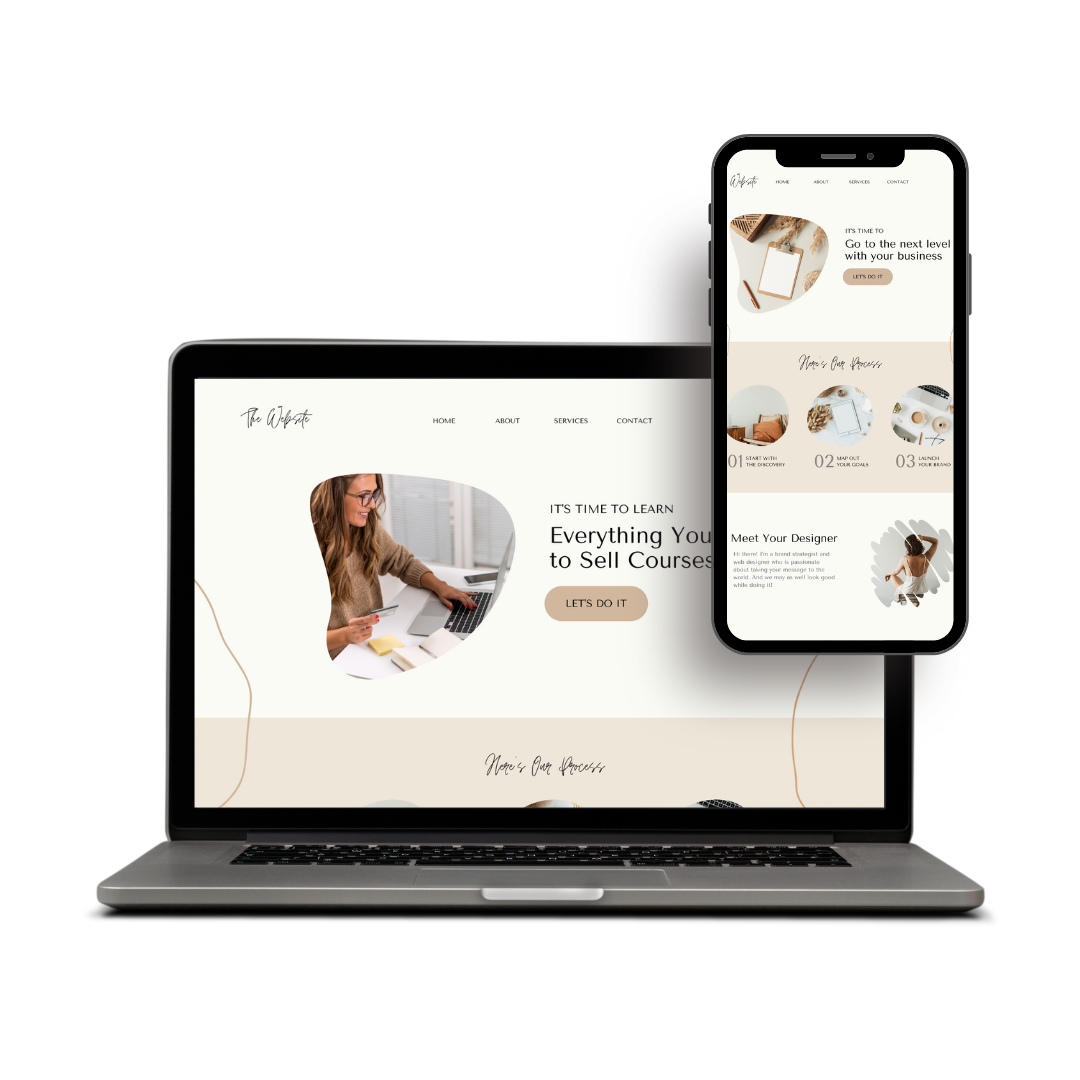 The Website
HOME ABOUT SERVICES CONTACT
IT'S TIME TO LEARN
Everything You
to Sell Courses
LET'S DO IT
Here's Our Process
Website
HOME ABOUT SERVICES CONTACT
IT'S TIME TO
Go to the next level
with your business
LET'S DO IT
Here's Our Process
01 START WITH
THE DISCOVERY
02 MAP OUT
YOUR GOALS
03 LAUNCH
YOUR BRAND
Meet Your Designer
Hi there! I'm a brand strategist and
web designer who is passionate
about taking your message to the
world. And we may as well look good
while doing it!